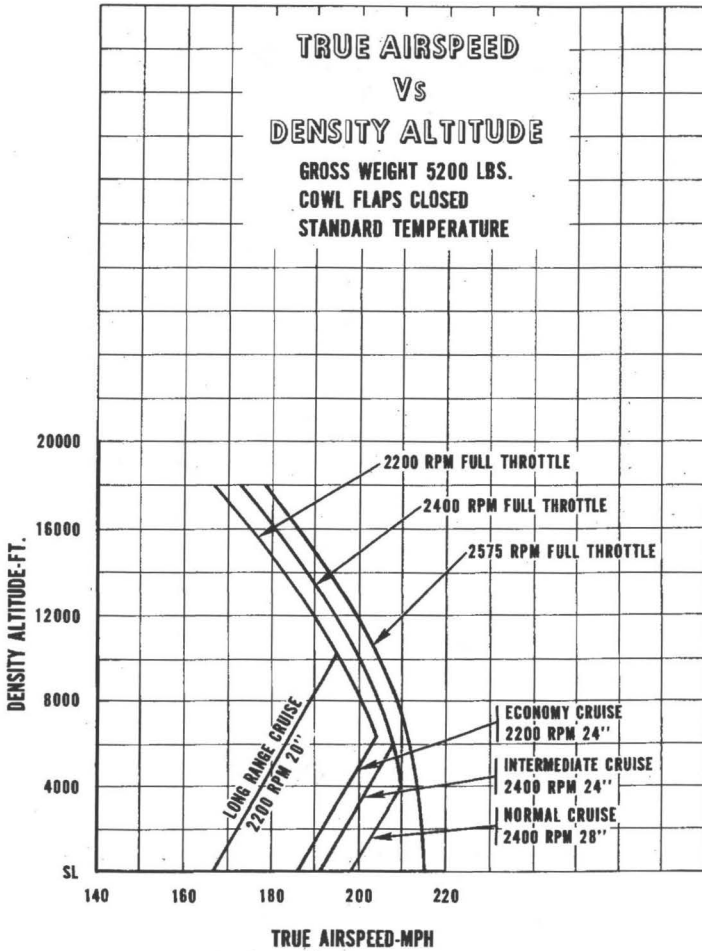 TRUE AIRSPEED
Vs
DENSITY ALTITUDE
GROSS WEIGHT 5200 LBS.
COWL FLAPS CLOSED
STANDARD TEMPERATURE
20000
2200 RPM FULL THROTTLE
16000
2400 RPM FULL THROTTLE
2575 RPM FULL THROTTLE
12000
DENSITY ALTITUDE-FT.
8000
LONG RANGE CRUISE
2200 RPM 20''
ECONOMY CRUISE
2200 RPM 24''
4000
INTERMEDIATE CRUISE
2400 RPM 24''
NORMAL CRUISE
2400 RPM 28''
SL
140 160 180 200 220
TRUE AIRSPEED-MPH